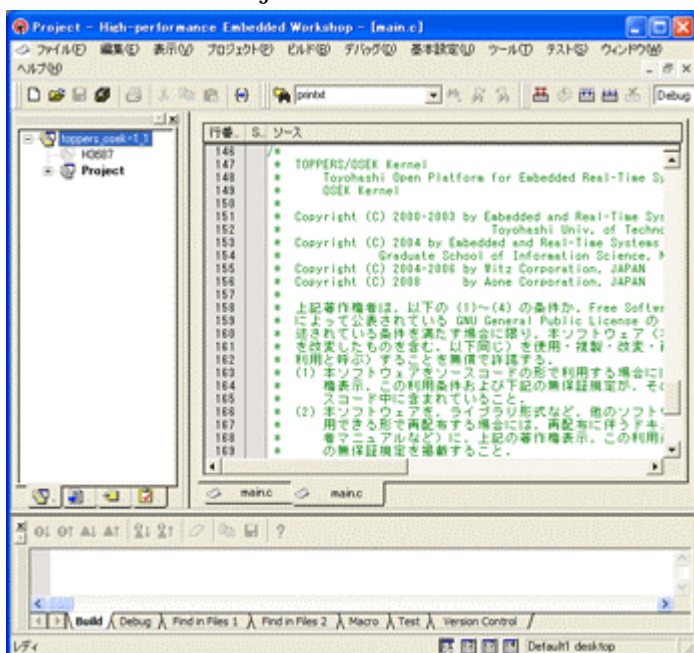 Project - High-performance Embedded Workshop - [main.c]
ファイル(F) 編集(E) 表示(V) プロジェクト(P) ビルド(B) デバッグ(D) 基本設定(U) ツール(T) テスト(S) ウィンドウ(W)
ヘルプ(H)
printxt
Debug
toppers_osek-1_1
H3687
Project
行番.. S.. ソース
146 /*
147 * TOPPERS/OSEK Kernel
148 * Toyohashi Open Platform for Embedded Real-Time Sy
149 * OSEK Kernel
150 *
151 * Copyright (C) 2000-2003 by Embedded and Real-Time Sys
152 * Toyohashi Univ. of Techno
153 * Copyright (C) 2004 by Embedded and Real-Time Systems
154 * Graduate School of Information Science, N
155 * Copyright (C) 2004-2006 by Witz Corporation, JAPAN
156 * Copyright (C) 2008 by Aone Corporation, JAPAN
157 *
158 * 上記著作権者は，以下の (1)～(4) の条件か，Free Softwa
159 * によって公表されている GNU General Public License の
160 * 述されている条件を満たす場合に限り，本ソフトウェア（
161 * を改変したものを含む．以下同じ）を使用・複製・改変・
162 * 利用と呼ぶ）することを無償で許諾する．
163 * (1) 本ソフトウェアをソースコードの形で利用する場合に
164 * 権表示，この利用条件および下記の無保証規定が，その
165 * スコード中に含まれていること．
166 * (2) 本ソフトウェアを，ライブラリ形式など，他のソフト
167 * 用できる形で再配布する場合には，再配布に伴うドキ
168 * 者マニュアルなど）に，上記の著作権表示，この利用
169 * の無保証規定を掲載すること．
main.c main.c
Build Debug Find in Files 1 Find in Files 2 Macro Test Version Control
レディ Default1 desktop